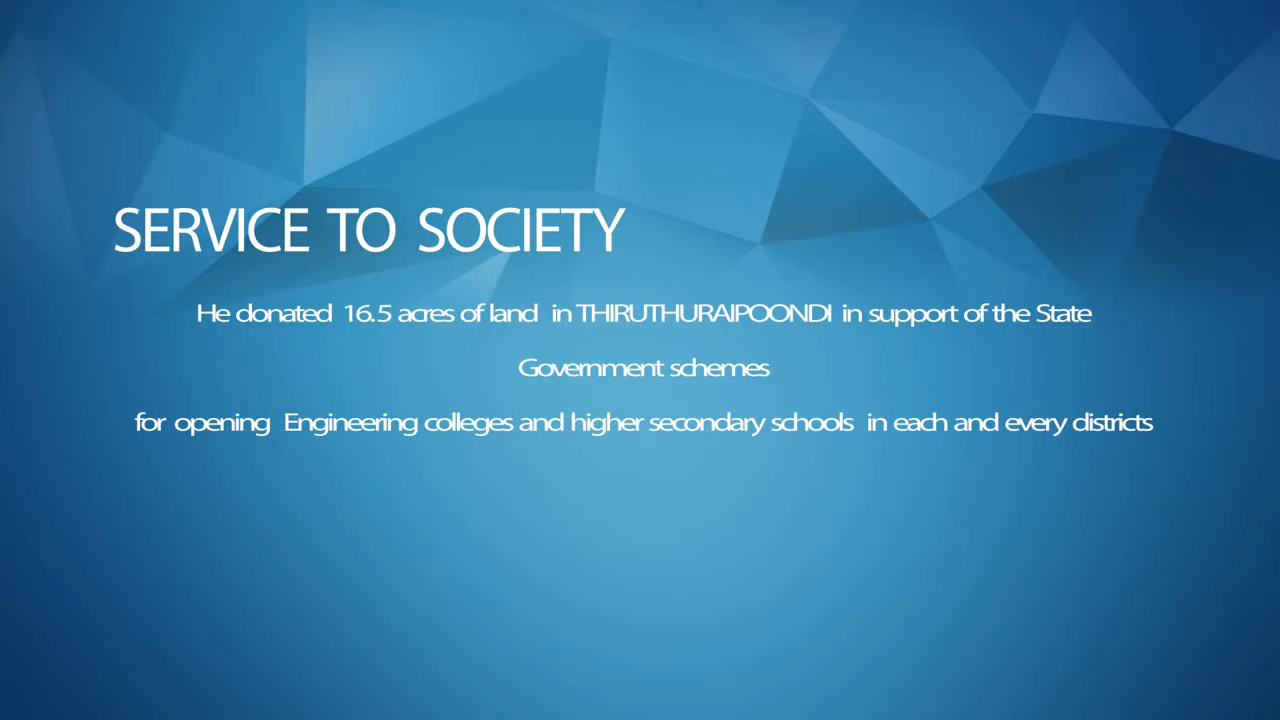 SERVICE TO SOCIETY
He donated 16.5 acres of land in THIRUTHURAIPOONDI in support of the State
Government schemes
for opening Engineering colleges and higher secondary schools in each and every districts